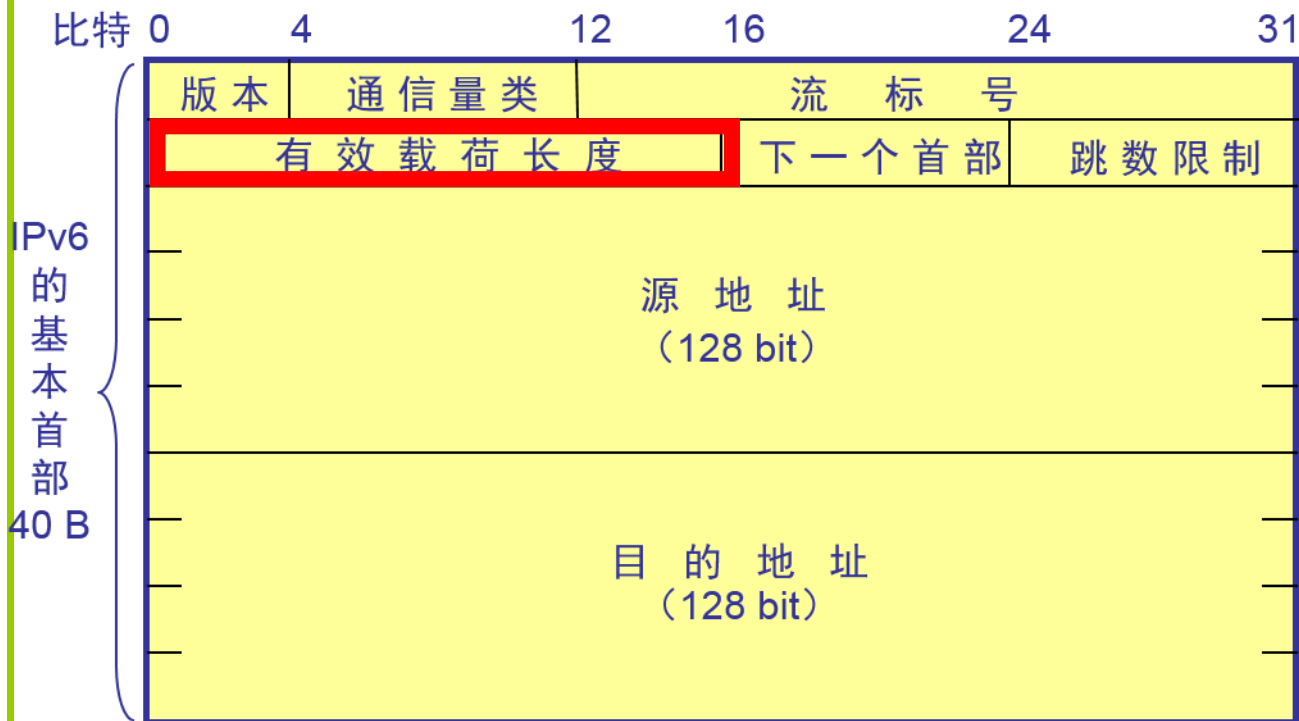 比特 0 4 12 16 24 31
版本 通信量类 流标号
有效载荷长度 下一个首部 跳数限制
IPv6
的
基
本
首
部
40 B
源地址
（128 bit）
目的地址
（128 bit）